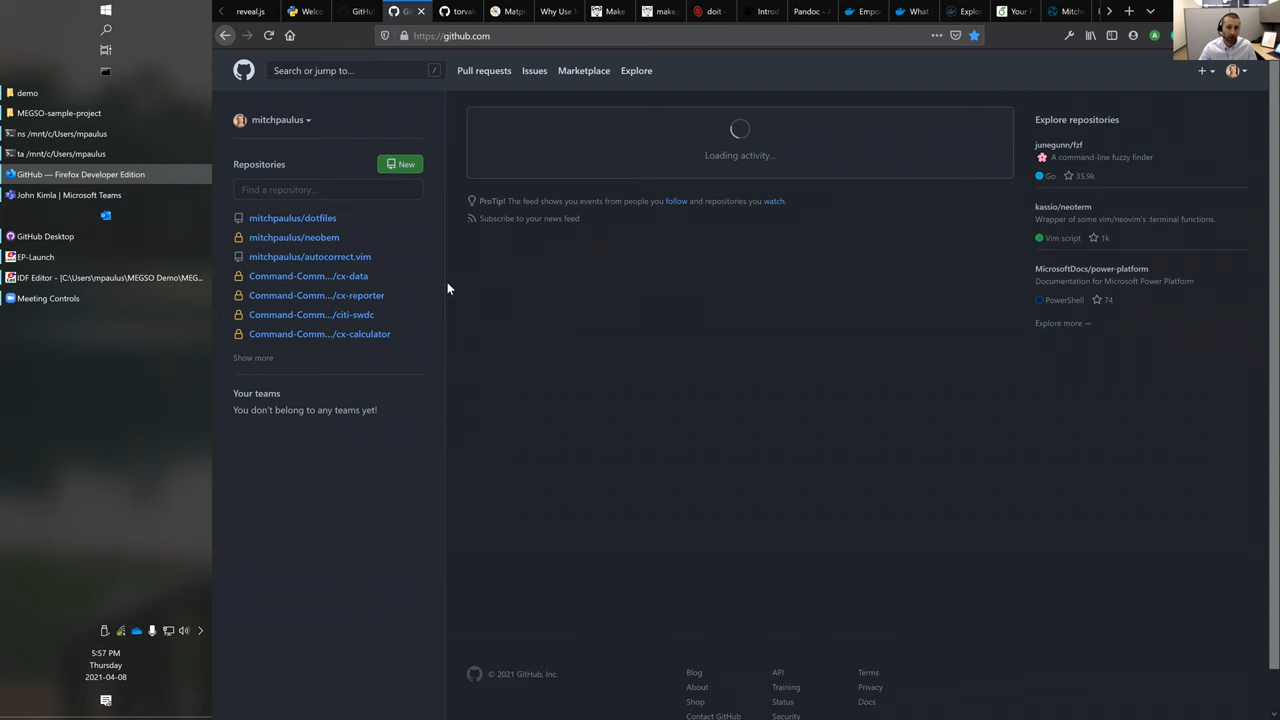 demo
MEGSO-sample-project
ns /mnt/c/Users/mpaulus
ta /mnt/c/Users/mpaulus
GitHub — Firefox Developer Edition
John Kimla | Microsoft Teams
GitHub Desktop
EP-Launch
IDF Editor - [C:\Users\mpaulus\MEGSO Demo\MEG...
Meeting Controls
5:57 PM
Thursday
2021-04-08
reveal.js
Welco
GitHu
Gi
torval
Matpl
Why Use
Make
make.
doit -
Introd
Pandoc - A
Empo
What
Explo
Your P
Mitche
https://github.com
Search or jump to...
/
Pull requests
Issues
Marketplace
Explore
mitchpaulus
Repositories
New
Find a repository...
mitchpaulus/dotfiles
mitchpaulus/neobem
mitchpaulus/autocorrect.vim
Command-Comm.../cx-data
Command-Comm.../cx-reporter
Command-Comm.../citi-swdc
Command-Comm.../cx-calculator
Show more
Your teams
You don't belong to any teams yet!
Loading activity...
ProTip! The feed shows you events from people you follow and repositories you watch.
Subscribe to your news feed
Explore repositories
junegunn/fzf
A command-line fuzzy finder
Go 35.9k
kassio/neoterm
Wrapper of some vim/neovim's :terminal functions.
Vim script 1k
MicrosoftDocs/power-platform
Documentation for Microsoft Power Platform
PowerShell 74
Explore more →
© 2021 GitHub, Inc.
Blog
About
Shop
Contact GitHub
API
Training
Status
Security
Terms
Privacy
Docs